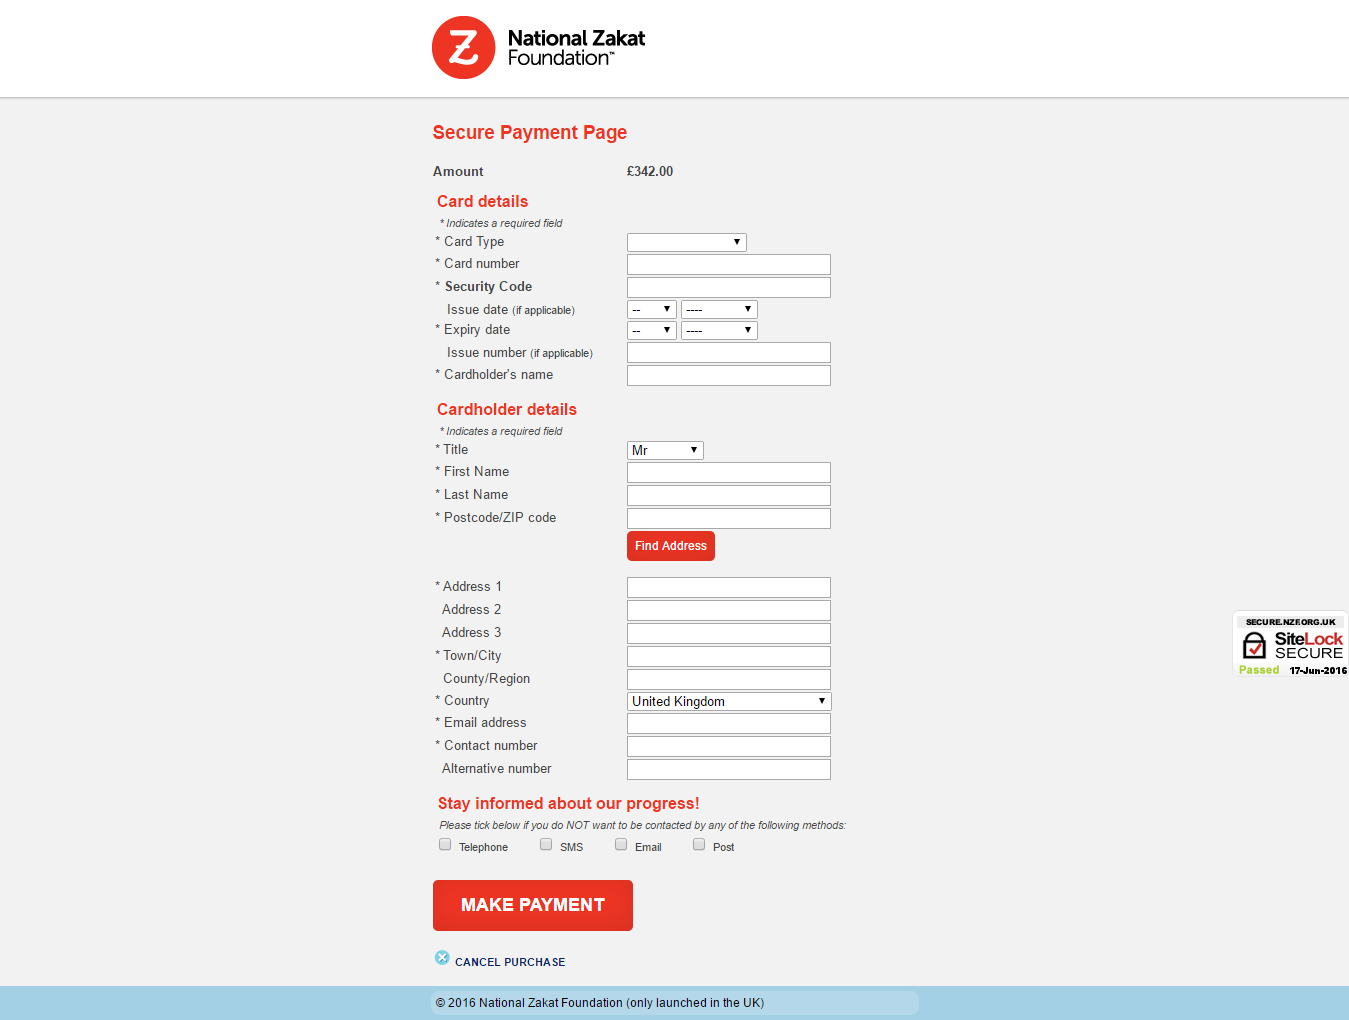 Z National Zakat
Foundation™
Secure Payment Page
Amount £342.00
Card details
* Indicates a required field
* Card Type
* Card number
* Security Code
Issue date (if applicable) -- ----
* Expiry date -- ----
Issue number (if applicable)
* Cardholder's name
Cardholder details
* Indicates a required field
* Title Mr
* First Name
* Last Name
* Postcode/ZIP code
Find Address
* Address 1
Address 2
Address 3
* Town/City
County/Region
* Country United Kingdom
* Email address
* Contact number
Alternative number
SECURE.NZF.ORG.UK
SiteLock
SECURE
Passed 17-Jun-2016
Stay informed about our progress!
Please tick below if you do NOT want to be contacted by any of the following methods:
Telephone SMS Email Post
MAKE PAYMENT
CANCEL PURCHASE
© 2016 National Zakat Foundation (only launched in the UK)